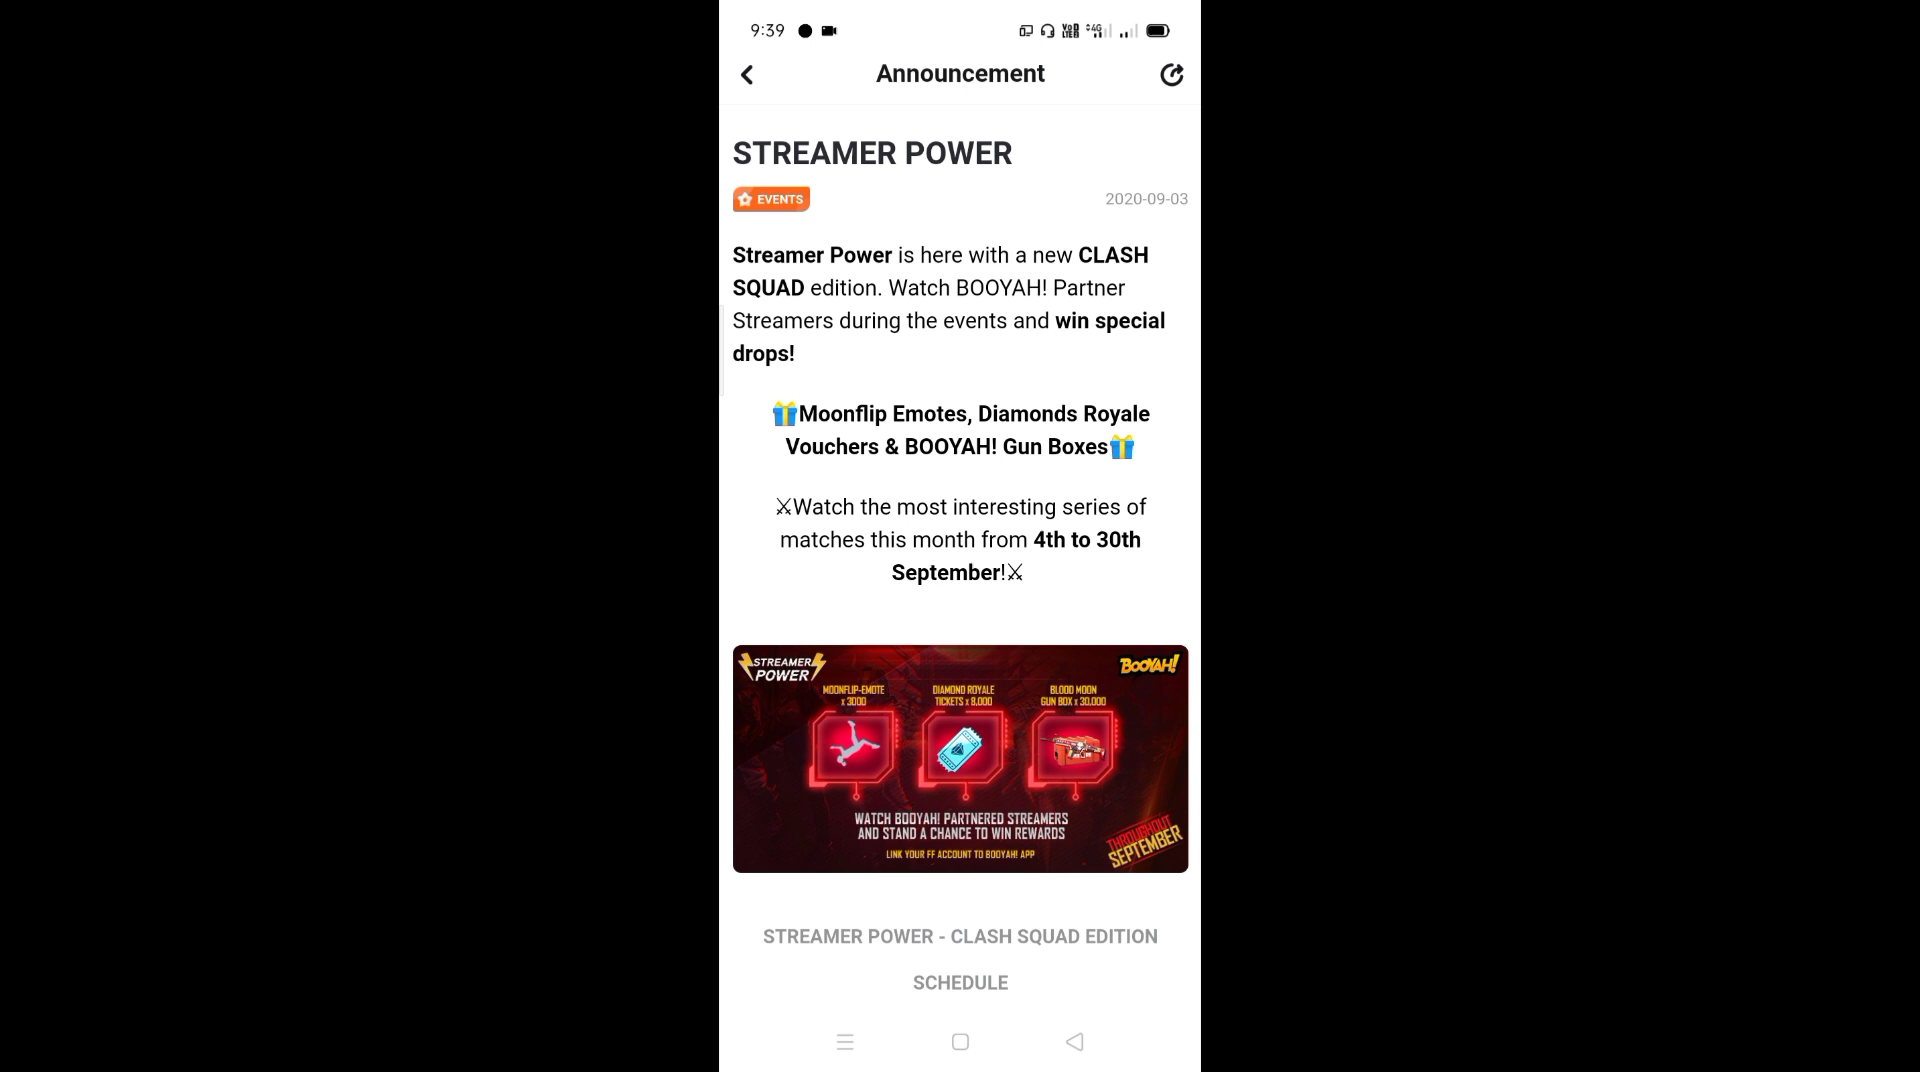 9:39
VoD
LTE2
4G
Announcement
STREAMER POWER
EVENTS
2020-09-03
Streamer Power is here with a new CLASH
SQUAD edition. Watch BOOYAH! Partner
Streamers during the events and win special
drops!
🎁Moonflip Emotes, Diamonds Royale
Vouchers & BOOYAH! Gun Boxes🎁
⚔Watch the most interesting series of
matches this month from 4th to 30th
September!⚔
STREAMER
POWER
BOOYAH!
MOONFLIP-EMOTE
x 3000
DIAMOND ROYALE
TICKETS x 8,000
BLOOD MOON
GUN BOX x 30,000
WATCH BOOYAH! PARTNERED STREAMERS
AND STAND A CHANCE TO WIN REWARDS
LINK YOUR FF ACCOUNT TO BOOYAH! APP
THROUGHOUT
SEPTEMBER
STREAMER POWER - CLASH SQUAD EDITION
SCHEDULE